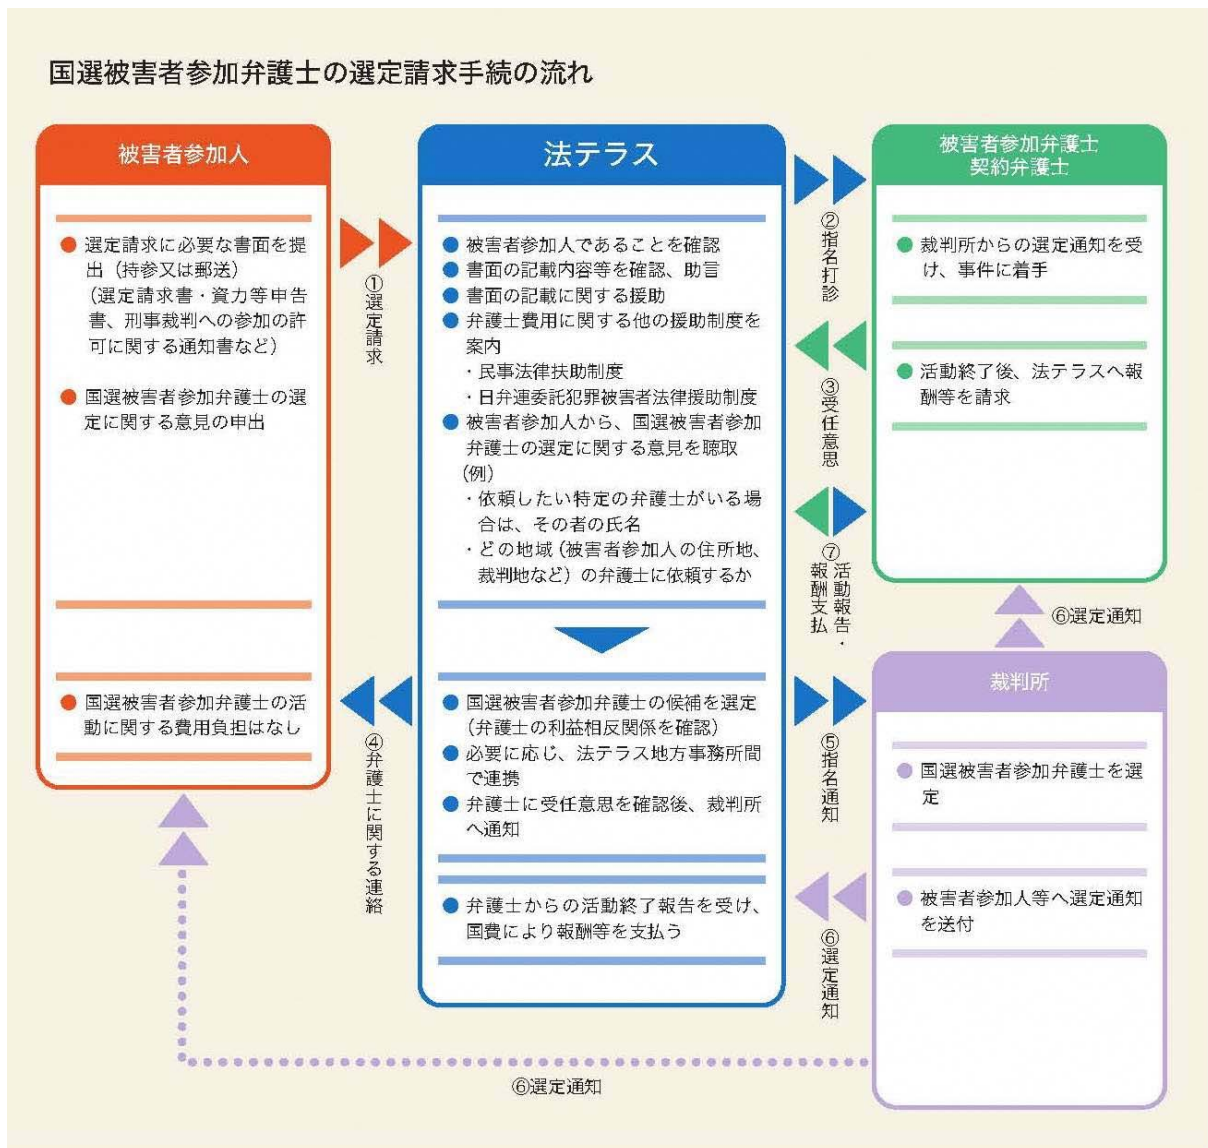 国選被害者参加弁護士の選定請求手続の流れ
被害者参加人
● 選定請求に必要な書面を提
出（持参又は郵送）
（選定請求書・資力等申告
書、刑事裁判への参加の許
可に関する通知書など）
● 国選被害者参加弁護士の選
定に関する意見の申出
● 国選被害者参加弁護士の活
動に関する費用負担はなし
①選定請求
④弁護士に関する連絡
法テラス
● 被害者参加人であることを確認
● 書面の記載内容等を確認、助言
● 書面の記載に関する援助
● 弁護士費用に関する他の援助制度を
案内
・民事法律扶助制度
・日弁連委託犯罪被害者法律援助制度
● 被害者参加人から、国選被害者参加
弁護士の選定に関する意見を聴取
(例)
・依頼したい特定の弁護士がいる場
合は、その者の氏名
・どの地域（被害者参加人の住所地、
裁判地など）の弁護士に依頼するか
● 国選被害者参加弁護士の候補を選定
（弁護士の利益相反関係を確認）
● 必要に応じ、法テラス地方事務所間
で連携
● 弁護士に受任意思を確認後、裁判所
へ通知
● 弁護士からの活動終了報告を受け、
国費により報酬等を支払う
②指名打診
③受任意思
⑦活動報告・
報酬支払
⑤指名通知
⑥選定通知
被害者参加弁護士
契約弁護士
● 裁判所からの選定通知を受
け、事件に着手
● 活動終了後、法テラスへ報
酬等を請求
⑥選定通知
裁判所
● 国選被害者参加弁護士を選
定
● 被害者参加人等へ選定通知
を送付
⑥選定通知